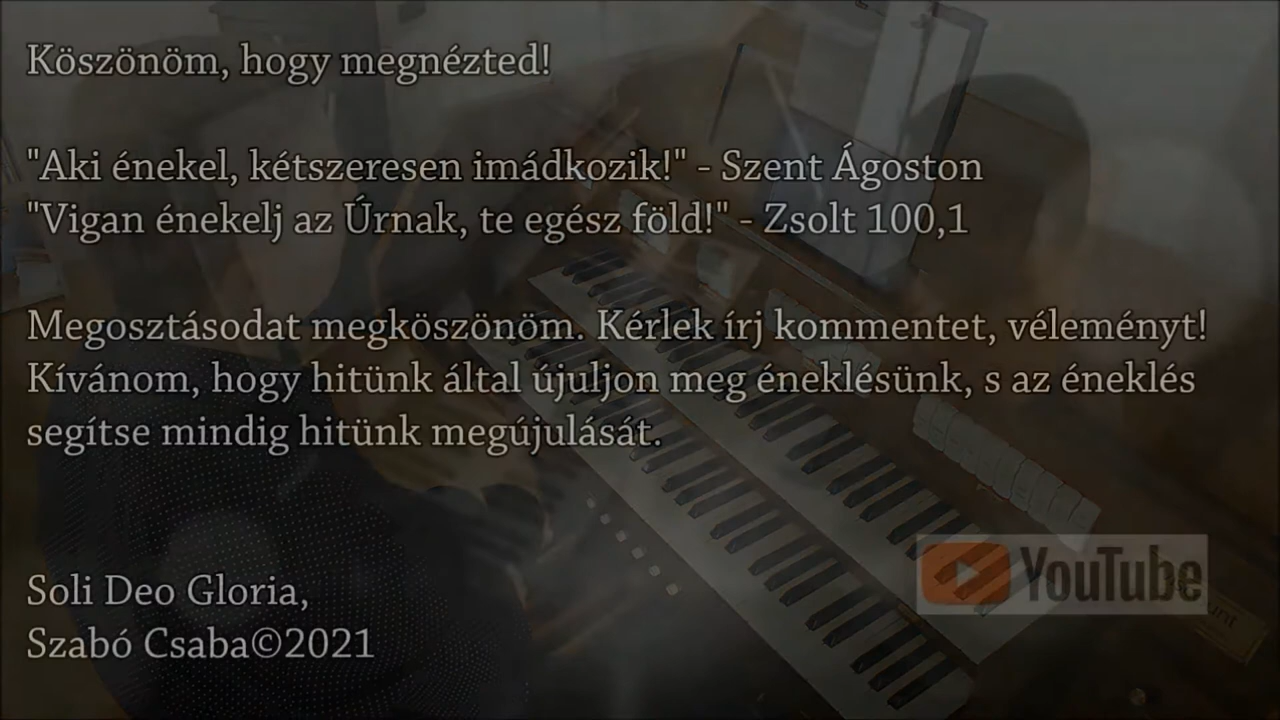 Köszönöm, hogy megnézted!
"Aki énekel, kétszeresen imádkozik!" - Szent Ágoston
"Vigan énekelj az Úrnak, te egész föld!" - Zsolt 100,1
Megosztásodat megköszönöm. Kérlek írj kommentet, véleményt!
Kívánom, hogy hitünk által újuljon meg éneklésünk, s az éneklés
segítse mindig hitünk megújulását.
YouTube
Soli Deo Gloria,
Szabó Csaba©2021